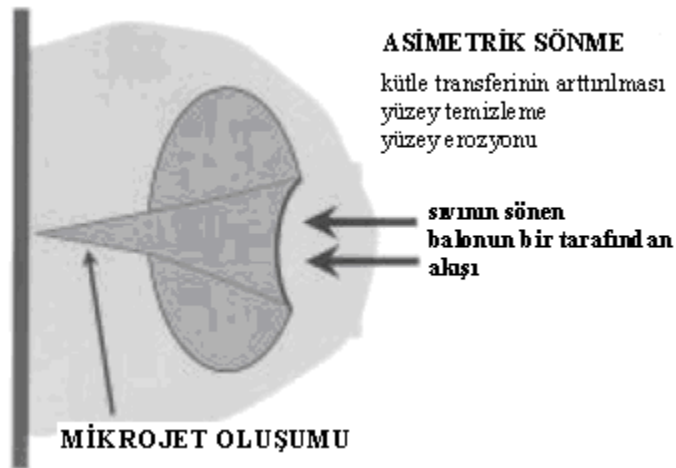 ASİMETRİK SÖNME
kütle transferinin arttırılması
yüzey temizleme
yüzey erozyonu
sıvının sönen
balonun bir tarafından
akışı
MİKROJET OLUŞUMU